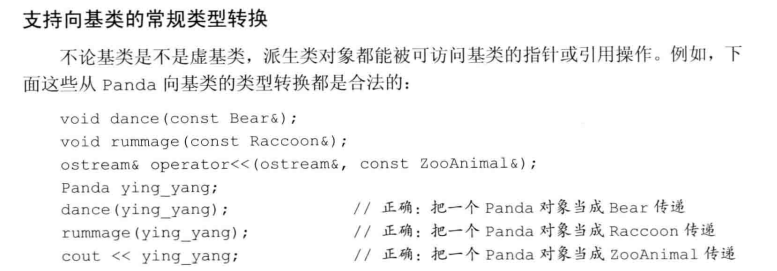 支持向基类的常规类型转换
不论基类是不是虚基类，派生类对象都能被可访问基类的指针或引用操作。例如，下
面这些从 Panda 向基类的类型转换都是合法的：
void dance(const Bear&);
void rummage(const Raccoon&);
ostream& operator<<(ostream&, const ZooAnimal&);
Panda ying_yang;
dance(ying_yang); // 正确：把一个 Panda 对象当成 Bear 传递
rummage(ying_yang); // 正确：把一个 Panda 对象当成 Raccoon 传递
cout << ying_yang; // 正确：把一个 Panda 对象当成 ZooAnimal 传递